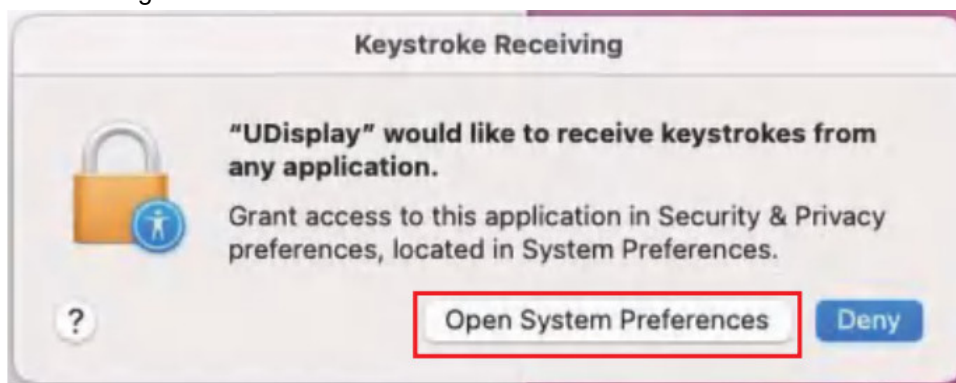 Keystroke Receiving
“UDisplay” would like to receive keystrokes from
any application.
Grant access to this application in Security & Privacy
preferences, located in System Preferences.
?
Open System Preferences
Deny